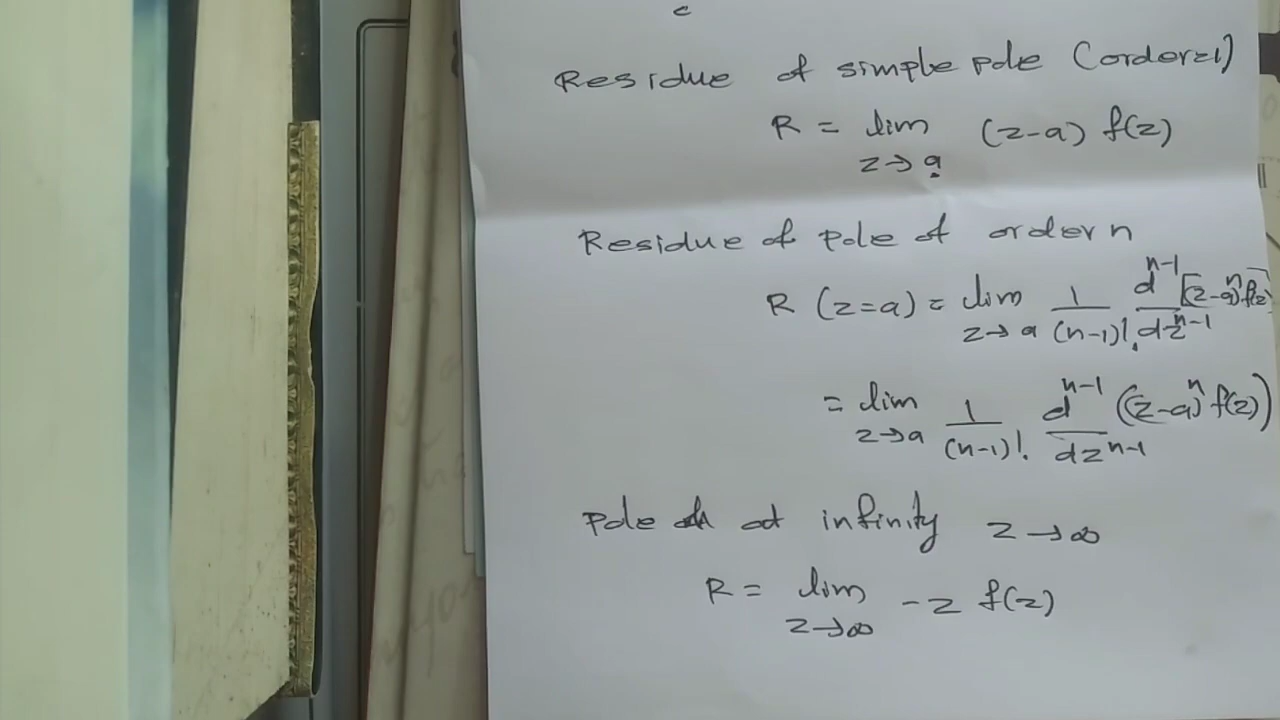 c
Residue of simple pole (order=1)
R = lim (z-a) f(z)
z→a
Residue of pole of order n
R (z=a) = lim 1/(n-1)! d^n-1 [(z-a)^n f(z)]/dz^n-1
z→a
= lim 1/(n-1)! d^n-1/dz^n-1 ((z-a)^n f(z))
z→a
pole at infinity z→∞
R = lim -z f(z)
z→∞